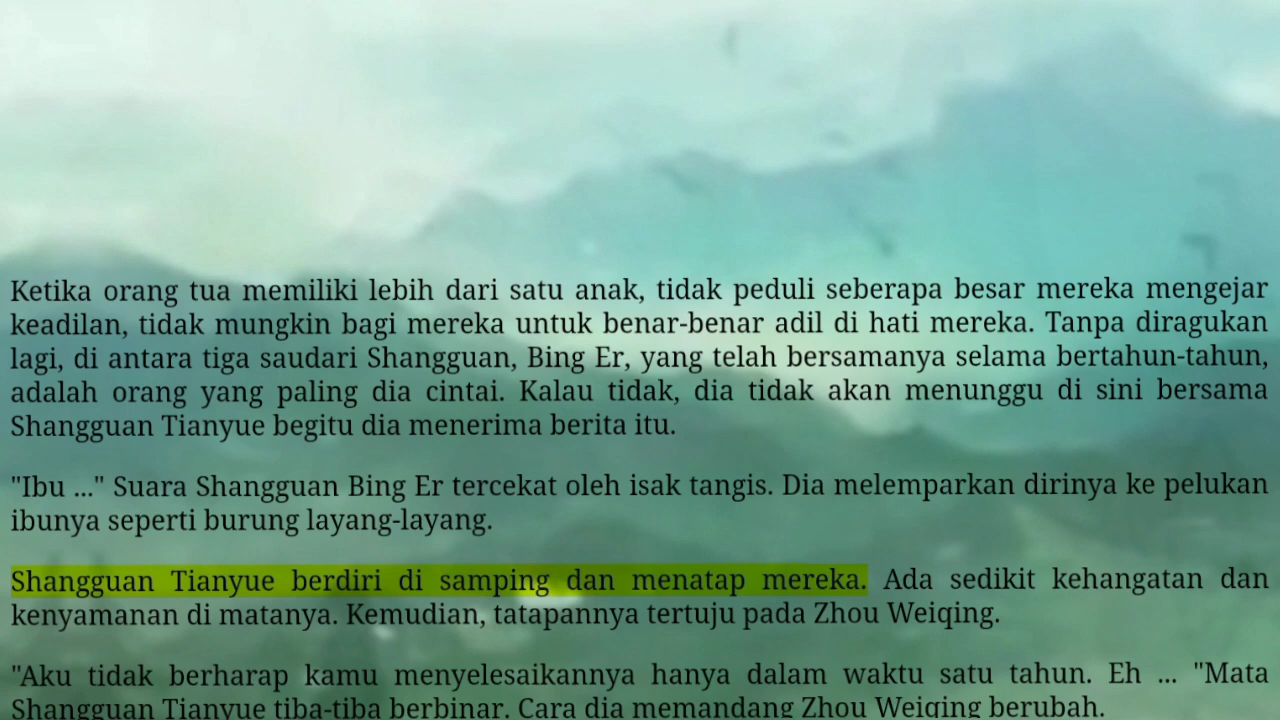 Ketika orang tua memiliki lebih dari satu anak, tidak peduli seberapa besar mereka mengejar
keadilan, tidak mungkin bagi mereka untuk benar-benar adil di hati mereka. Tanpa diragukan
lagi, di antara tiga saudari Shangguan, Bing Er, yang telah bersamanya selama bertahun-tahun,
adalah orang yang paling dia cintai. Kalau tidak, dia tidak akan menunggu di sini bersama
Shangguan Tianyue begitu dia menerima berita itu.
"Ibu ..." Suara Shangguan Bing Er tercekat oleh isak tangis. Dia melemparkan dirinya ke pelukan
ibunya seperti burung layang-layang.
Shangguan Tianyue berdiri di samping dan menatap mereka. Ada sedikit kehangatan dan
kenyamanan di matanya. Kemudian, tatapannya tertuju pada Zhou Weiqing.
"Aku tidak berharap kamu menyelesaikannya hanya dalam waktu satu tahun. Eh ... "Mata
Shangguan Tianyue tiba-tiba berbinar. Cara dia memandang Zhou Weiqing berubah.